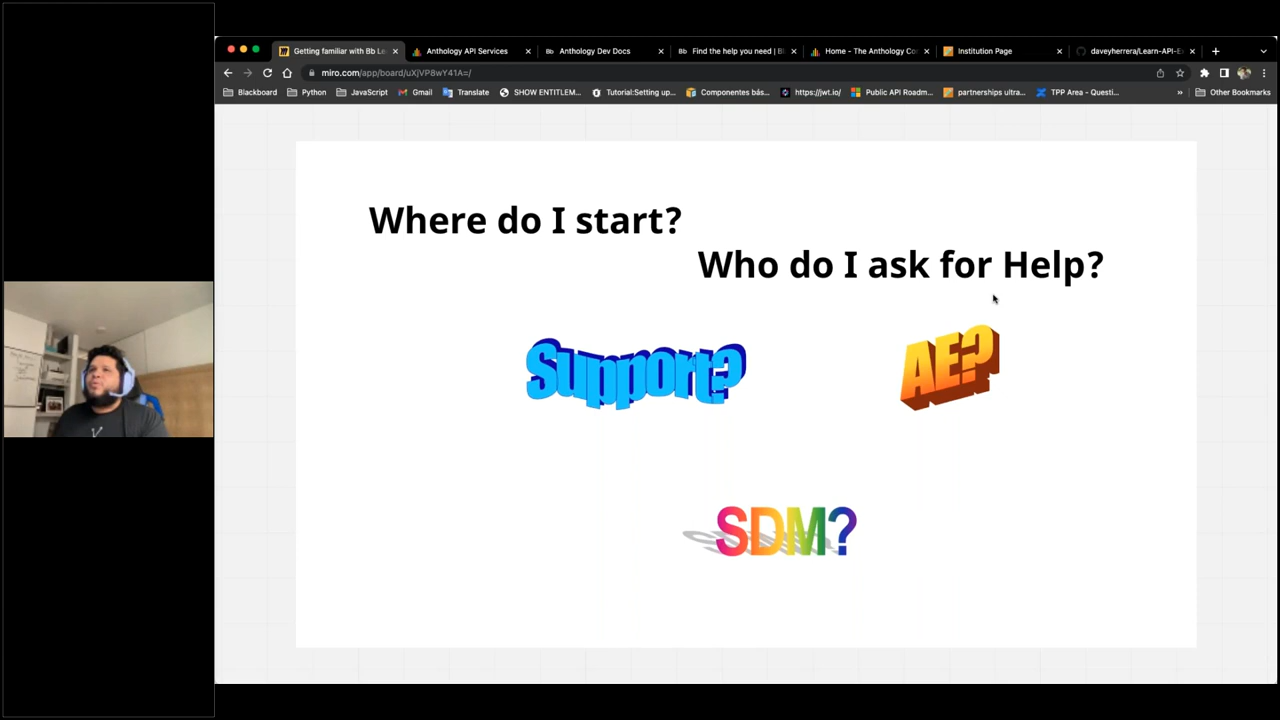 Getting familiar with Bb Le
Anthology API Services
Anthology Dev Docs
Find the help you need | Bl
Home - The Anthology Co
Institution Page
daveyherrera/Learn-API-E
miro.com/app/board/uXjVP8wY41A=/
Blackboard
Python
JavaScript
Gmail
Translate
SHOW ENTITLEM...
Tutorial:Setting up...
Componentes bás...
https://jwt.io/
Public API Roadm...
partnerships ultra...
TPP Area - Questi...
Other Bookmarks
Where do I start?
Who do I ask for Help?
Support?
AE?
SDM?